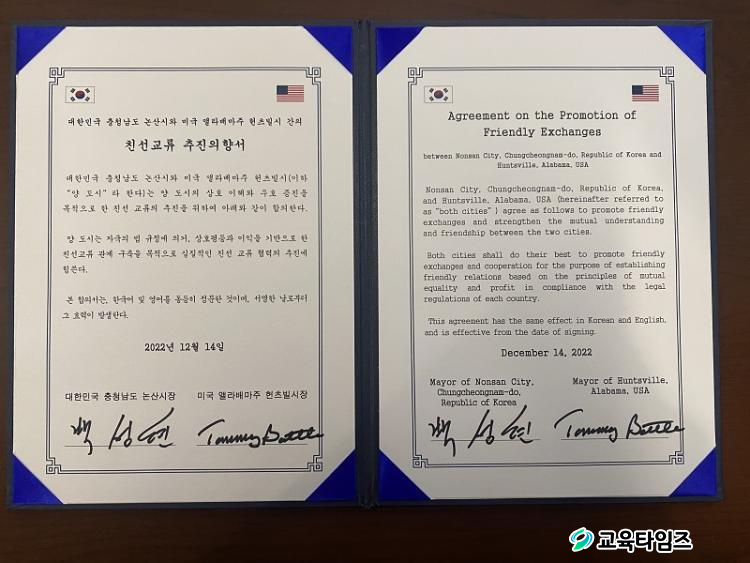 대한민국 충청남도 논산시와 미국 앨라배마주 헌츠빌시 간의
친선교류 추진의향서
대한민국 충청남도 논산시와 미국 앨라배마주 헌츠빌시(이하
"양 도시" 라 한다)는 양 도시의 상호 이해와 우호 증진을
목적으로 한 친선 교류의 추진을 위하여 아래와 같이 합의한다.
양 도시는 자국의 법 규정에 의거, 상호평등과 이익을 기반으로 한
친선교류 관계 구축을 목적으로 실질적인 친선 교류 협력의 추진에
힘쓴다.
본 합의서는, 한국어 및 영어를 동등히 정문한 것이며, 서명한 날로부터
그 효력이 발생한다.
2022년 12월 14일
대한민국 충청남도 논산시장 미국 앨라배마주 헌츠빌시장
백 성 현 Tommy Battle
Agreement on the Promotion of
Friendly Exchanges
between Nonsan City, Chungcheongnam-do, Republic of Korea and
Huntsville, Alabama, USA
Nonsan City, Chungcheongnam-do, Republic of Korea,
and Huntsville, Alabama, USA (hereinafter referred to
as "both cities" ) agree as follows to promote friendly
exchanges and strengthen the mutual understanding
and friendship between the two cities.
Both cities shall do their best to promote friendly
exchanges and cooperation for the purpose of establishing
friendly relations based on the principles of mutual
equality and profit in compliance with the legal
regulations of each country.
This agreement has the same effect in Korean and English,
and is effective from the date of signing.
December 14, 2022
Mayor of Nonsan City, Mayor of Huntsville,
Chungcheongnam-do, Alabama, USA
Republic of Korea
백 성 현 Tommy Battle
교육타임즈